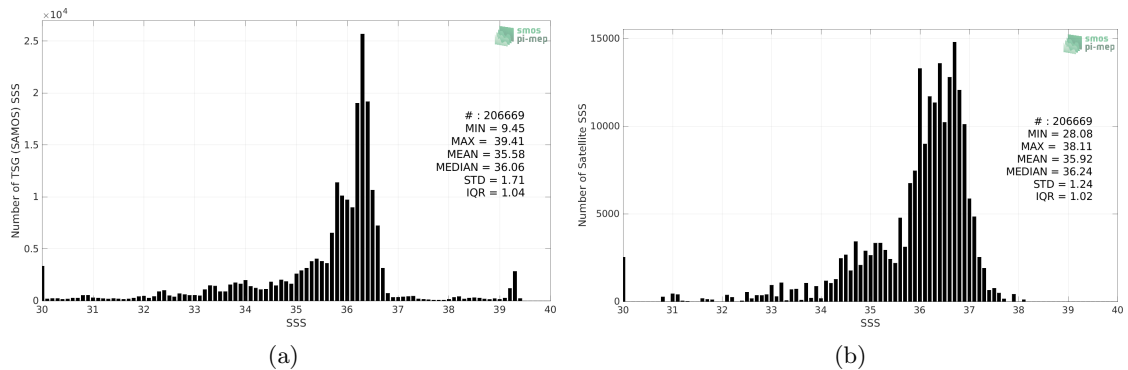 ×10⁴
2.5
2
1.5
1
0.5
0
Number of TSG (SAMOS) SSS
30 31 32 33 34 35 36 37 38 39 40
SSS
smos
pi-mep
# : 206669
MIN = 9.45
MAX = 39.41
MEAN = 35.58
MEDIAN = 36.06
STD = 1.71
IQR = 1.04
(a)
15000
10000
5000
0
Number of Satellite SSS
30 31 32 33 34 35 36 37 38 39 40
SSS
smos
pi-mep
# : 206669
MIN = 28.08
MAX = 38.11
MEAN = 35.92
MEDIAN = 36.24
STD = 1.24
IQR = 1.02
(b)